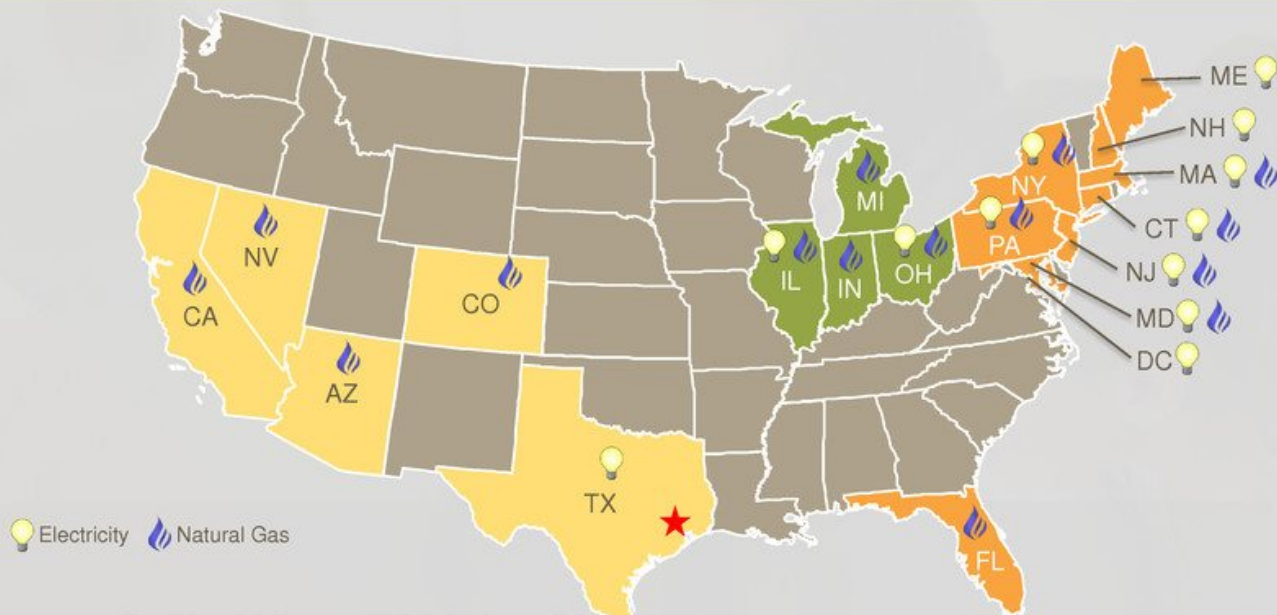 ME
NH
MA
CT
NJ
MD
DC
NY
PA
MI
IL
IN
OH
NV
CA
CO
AZ
TX
FL
Electricity
Natural Gas